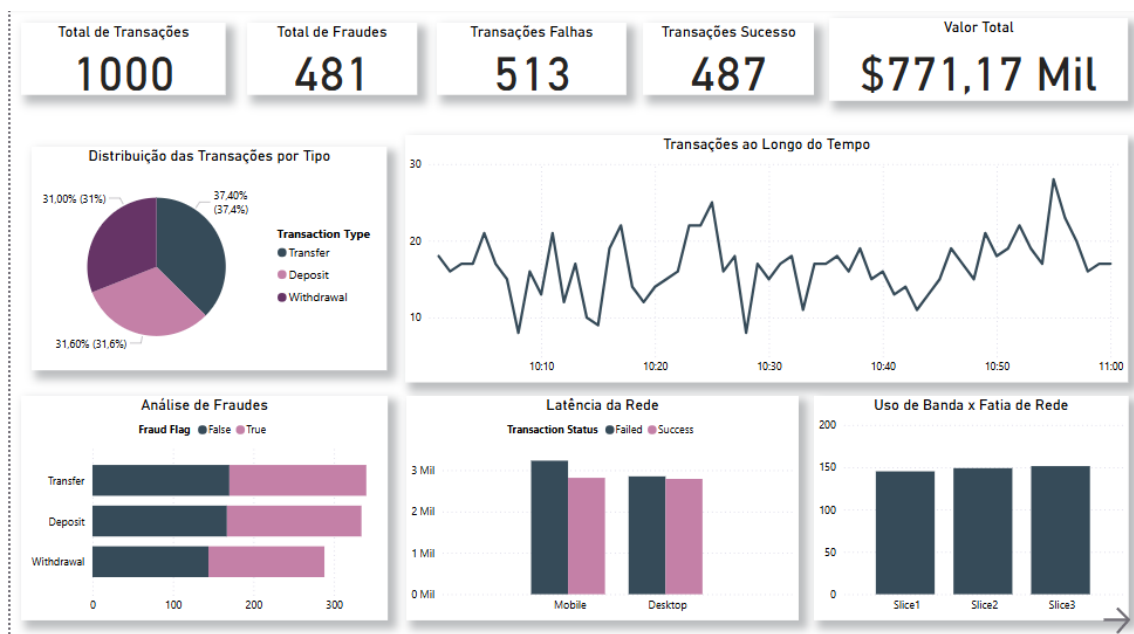 Total de Transações
1000
Total de Fraudes
481
Transações Falhas
513
Transações Sucesso
487
Valor Total
$771,17 Mil
Distribuição das Transações por Tipo
31,00% (31%)
37,40%
(37,4%)
31,60% (31,6%)
Transaction Type
Transfer
Deposit
Withdrawal
Transações ao Longo do Tempo
30
20
10
10:10
10:20
10:30
10:40
10:50
11:00
Análise de Fraudes
Fraud Flag False True
Transfer
Deposit
Withdrawal
0
100
200
300
Latência da Rede
Transaction Status Failed Success
3 Mil
2 Mil
1 Mil
0 Mil
Mobile
Desktop
Uso de Banda x Fatia de Rede
200
150
100
50
0
Slice1
Slice2
Slice3